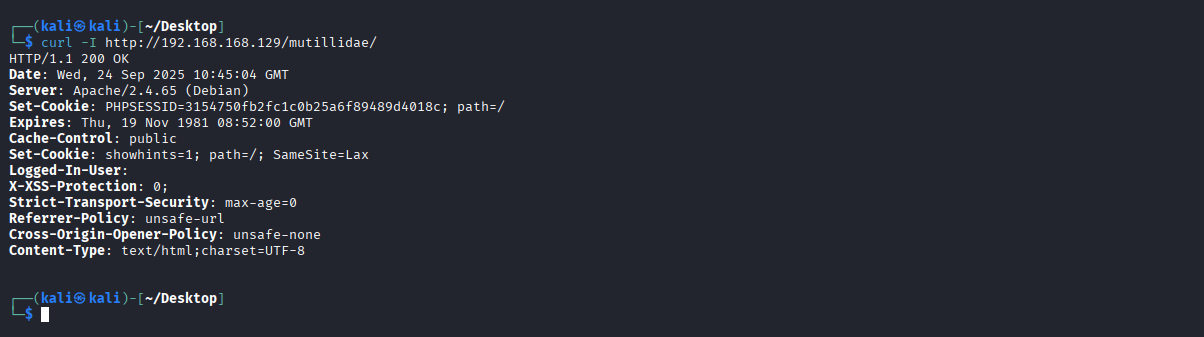 ┌──(kali㉿kali)-[~/Desktop]
└─$ curl -I http://192.168.168.129/mutillidae/
HTTP/1.1 200 OK
Date: Wed, 24 Sep 2025 10:45:04 GMT
Server: Apache/2.4.65 (Debian)
Set-Cookie: PHPSESSID=3154750fb2fc1c0b25a6f89489d4018c; path=/
Expires: Thu, 19 Nov 1981 08:52:00 GMT
Cache-Control: public
Set-Cookie: showhints=1; path=/; SameSite=Lax
Logged-In-User:
X-XSS-Protection: 0;
Strict-Transport-Security: max-age=0
Referrer-Policy: unsafe-url
Cross-Origin-Opener-Policy: unsafe-none
Content-Type: text/html;charset=UTF-8
┌──(kali㉿kali)-[~/Desktop]
└─$